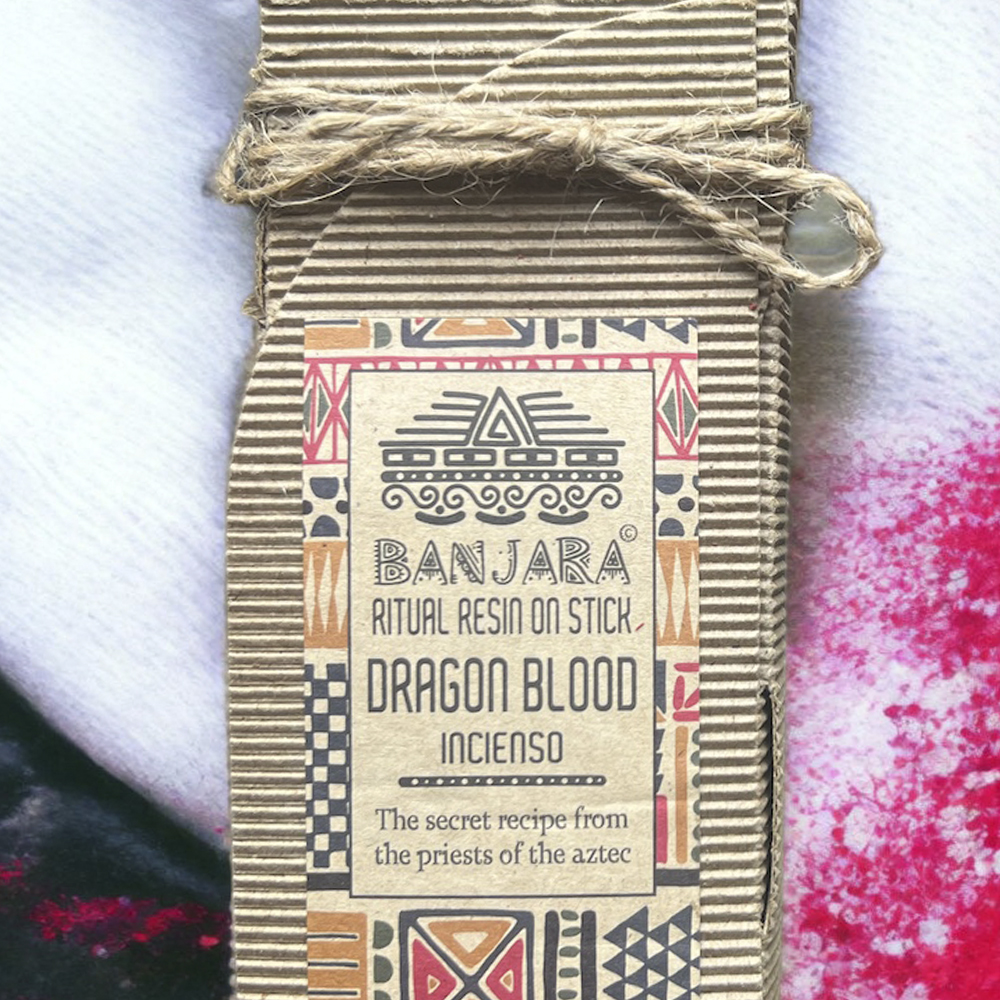 BANJARA©
RITUAL RESIN ON STICK
DRAGON BLOOD
INCIENSO
The secret recipe from
the priests of the aztec